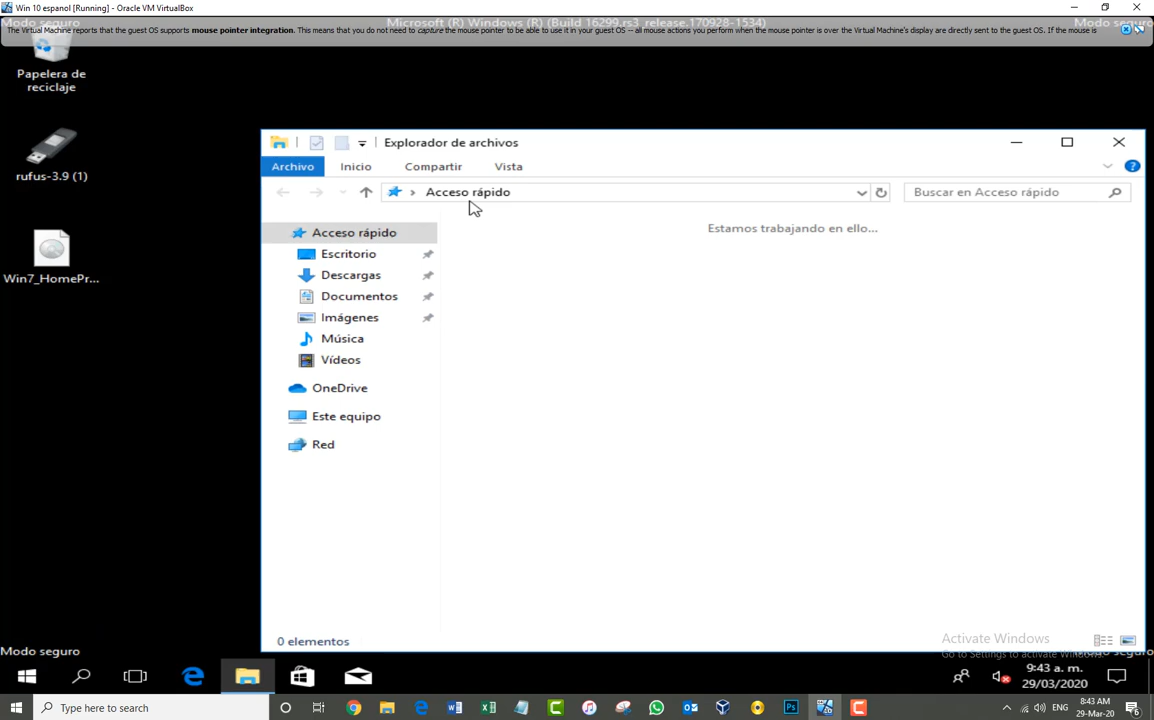 Win 10 espanol [Running] - Oracle VM VirtualBox
Modo seguro
Microsoft (R) Windows (R) (Build 16299.rs3_release.170928-1534)
Modo seguro
The Virtual Machine reports that the guest OS supports mouse pointer integration. This means that you do not need to capture the mouse pointer to be able to use it in your guest OS -- all mouse actions you perform when the mouse pointer is over the Virtual Machine's display are directly sent to the guest OS. If the mouse is
Papelera de
reciclaje
rufus-3.9 (1)
Win7_HomePr...
Explorador de archivos
Archivo
Inicio
Compartir
Vista
Acceso rápido
Buscar en Acceso rápido
Acceso rápido
Escritorio
Descargas
Documentos
Imágenes
Música
Vídeos
OneDrive
Este equipo
Red
Estamos trabajando en ello...
0 elementos
Activate Windows
Go to Settings to activate Windows.
Modo seguro
9:43 a. m.
29/03/2020
Type here to search
ENG
8:43 AM
29-Mar-20
6